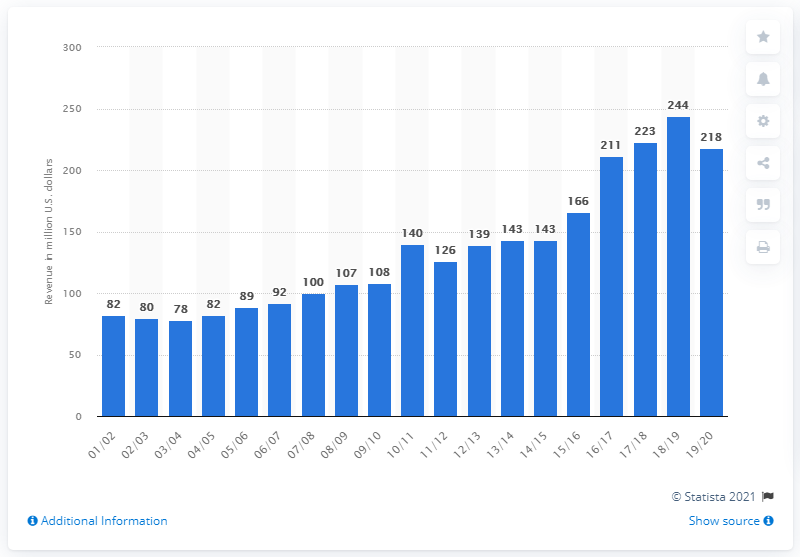 300
250
200
150
100
50
0
Revenue in million U.S. dollars
82 80 78 82 89 92 100 107 108 140 126 139 143 143 166 211 223 244 218
01/02 02/03 03/04 04/05 05/06 06/07 07/08 08/09 09/10 10/11 11/12 12/13 13/14 14/15 15/16 16/17 17/18 18/19 19/20
© Statista 2021
Additional Information
Show source